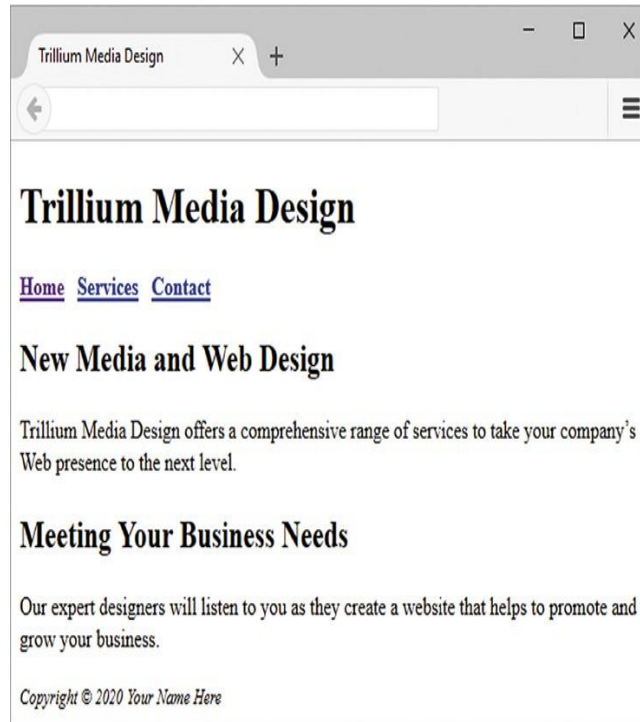 Trillium Media Design
Trillium Media Design
Home Services Contact
New Media and Web Design
Trillium Media Design offers a comprehensive range of services to take your company’s
Web presence to the next level.
Meeting Your Business Needs
Our expert designers will listen to you as they create a website that helps to promote and
grow your business.
Copyright © 2020 Your Name Here